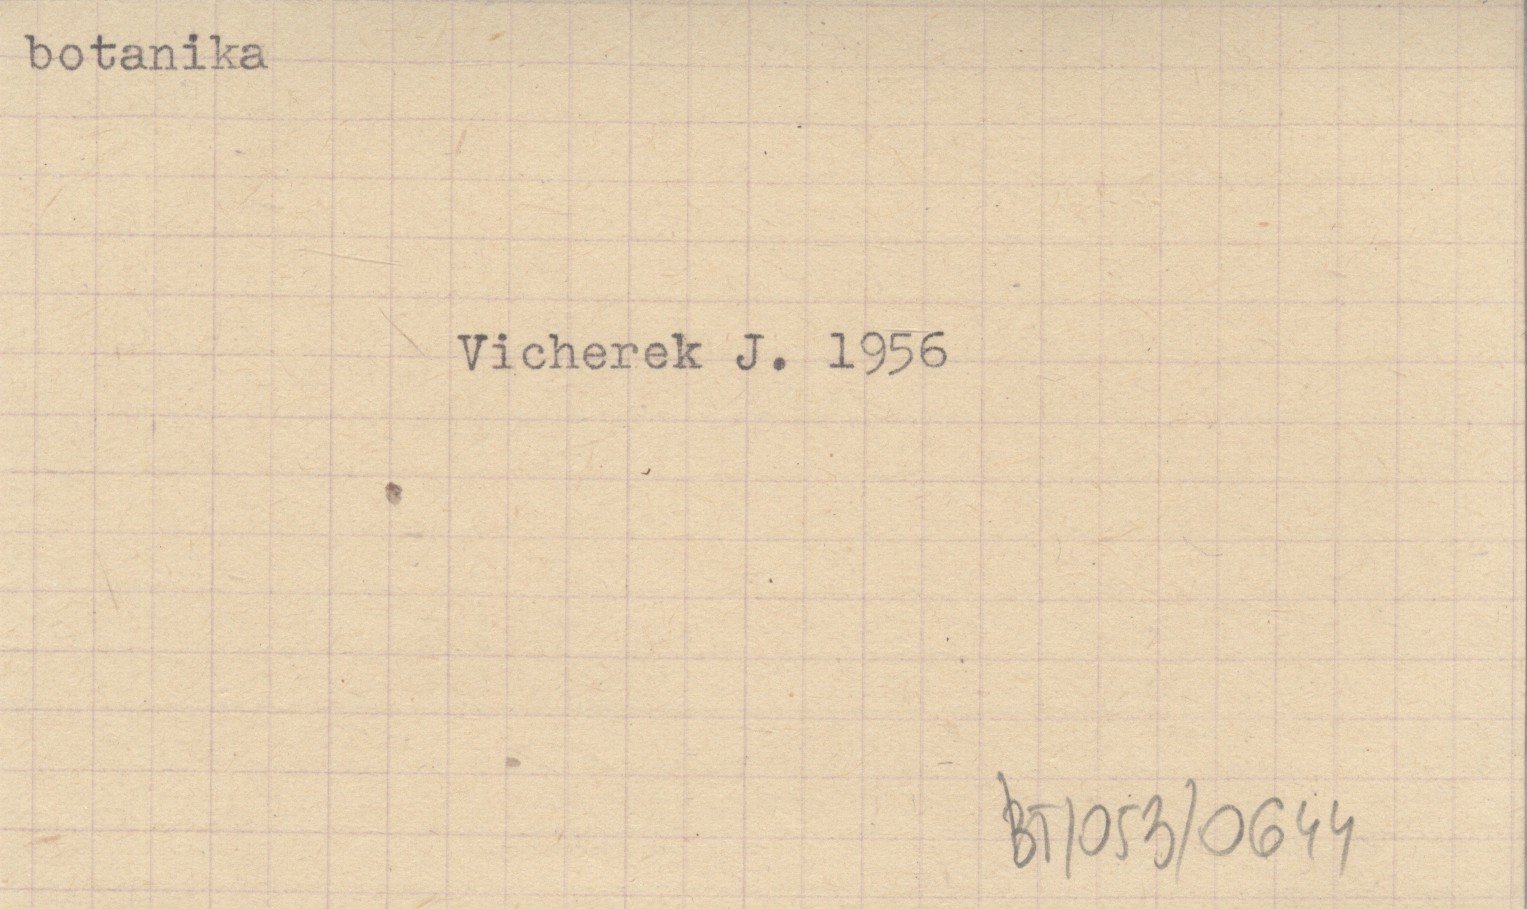 botanika
Vicherek J. 1956
BT/053/0644